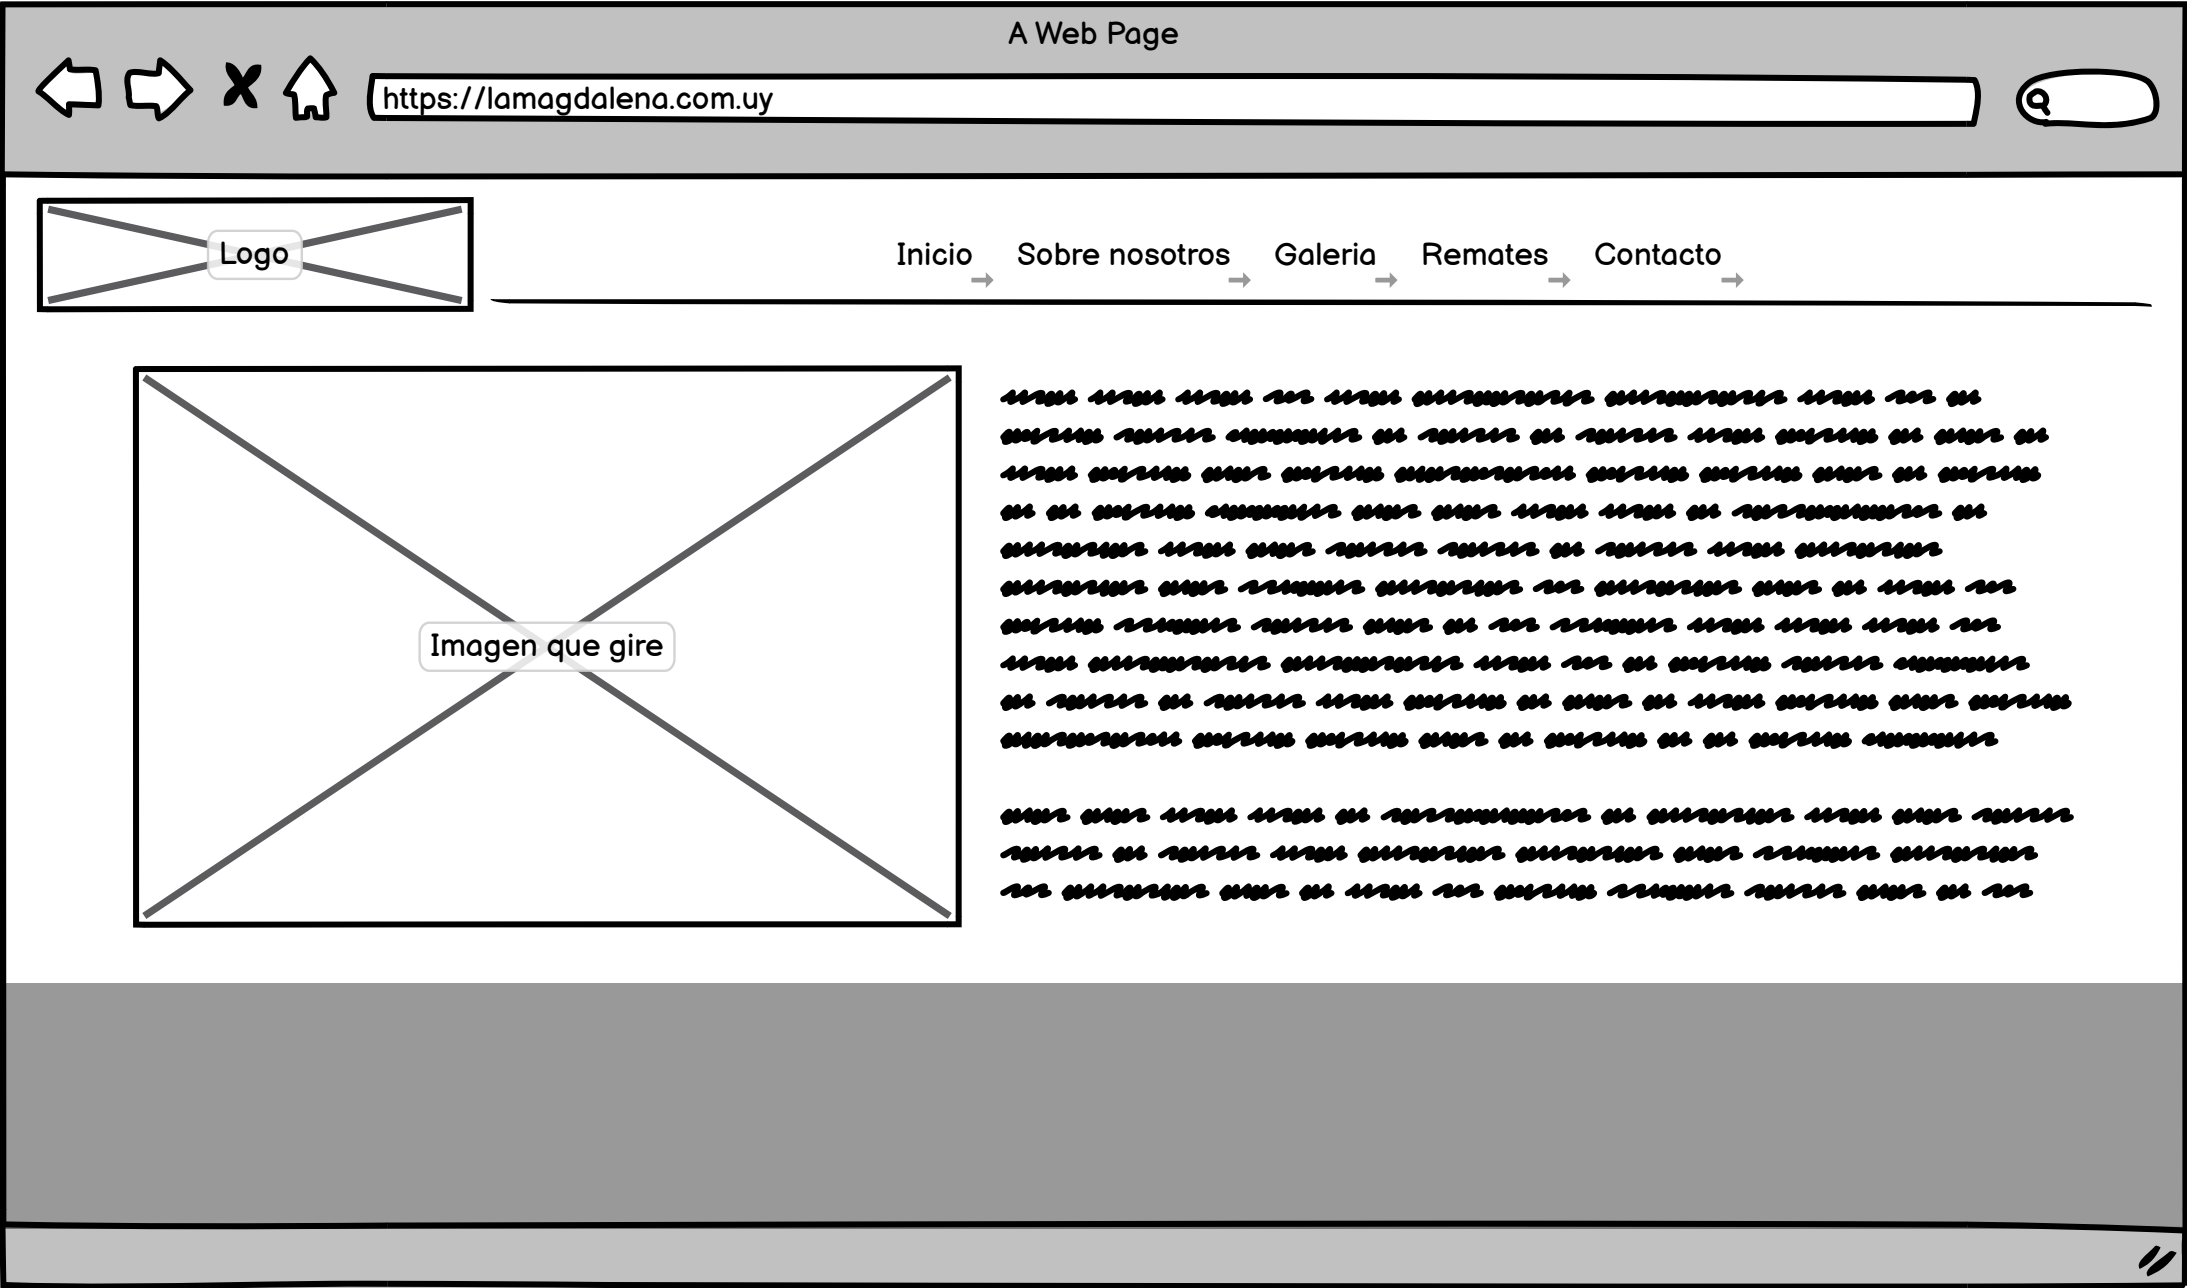 A Web Page
https://lamagdalena.com.uy
Logo
Inicio Sobre nosotros Galeria Remates Contacto
Imagen que gire